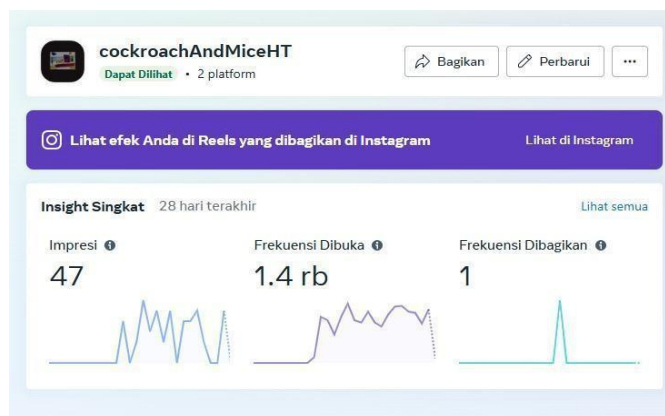 cockroachAndMiceHT
Dapat Dilihat • 2 platform
Bagikan
Perbarui
Lihat efek Anda di Reels yang dibagikan di Instagram
Lihat di Instagram
Insight Singkat 28 hari terakhir
Lihat semua
Impresi
47
Frekuensi Dibuka
1.4 rb
Frekuensi Dibagikan
1